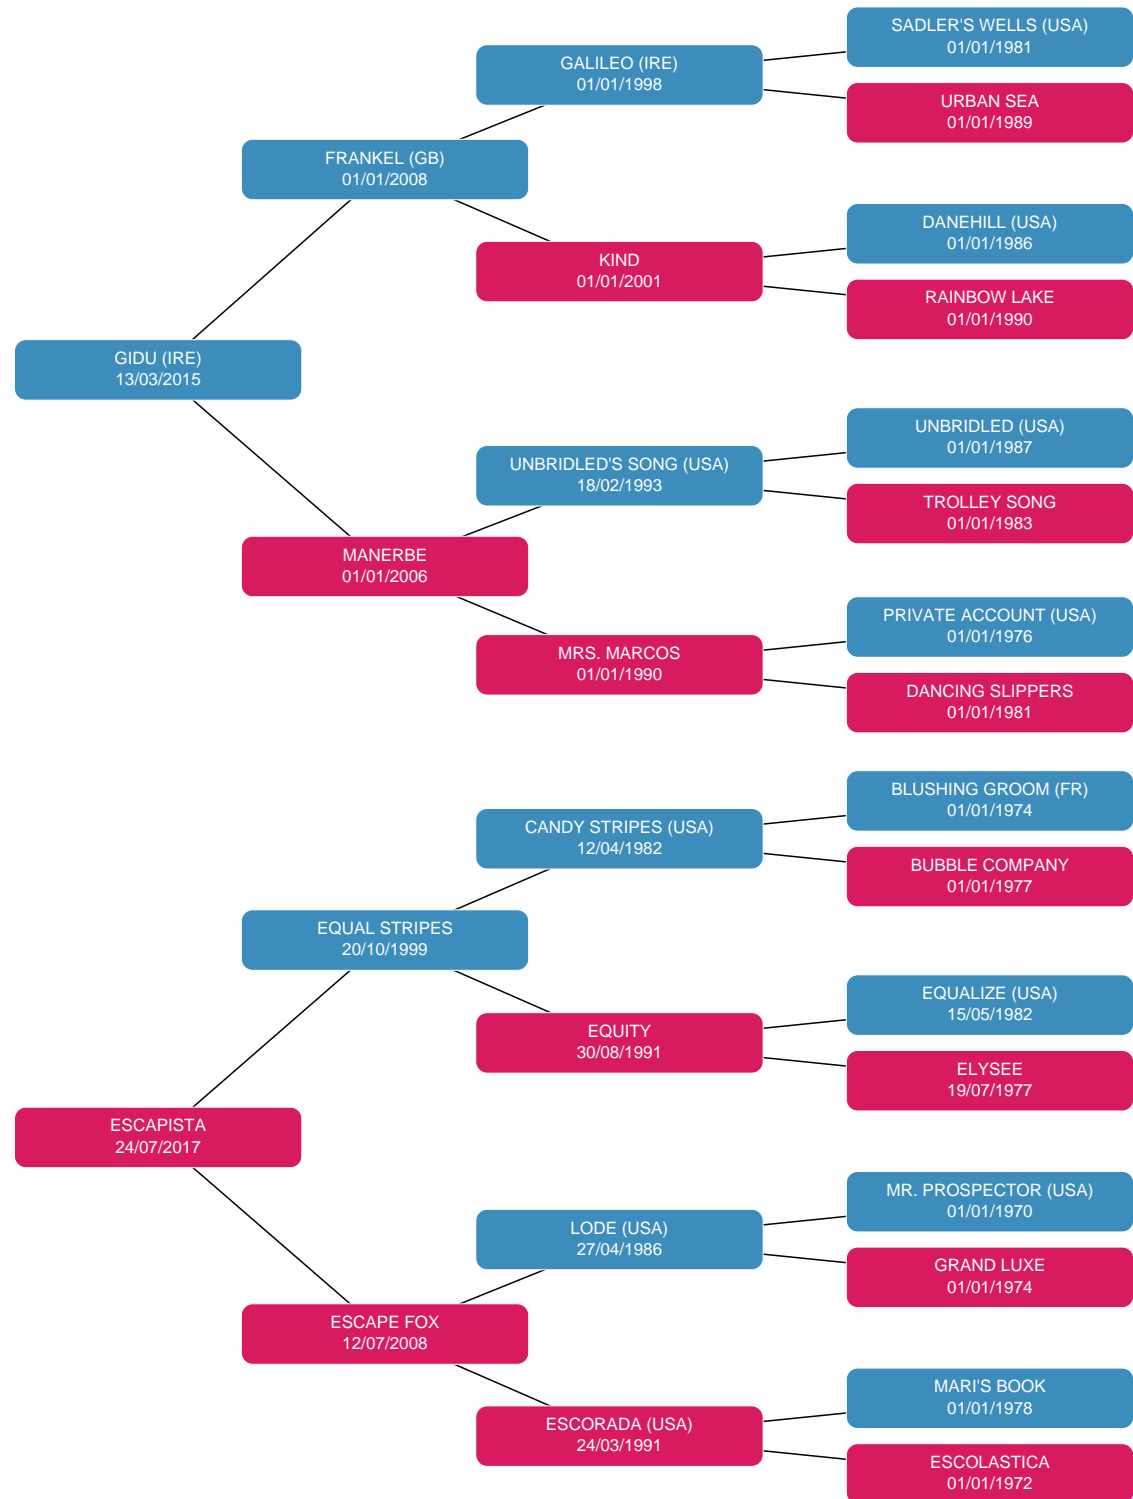 SADLER'S WELLS (USA)
01/01/1981
GALILEO (IRE)
01/01/1998
URBAN SEA
01/01/1989
FRANKEL (GB)
01/01/2008
DANEHILL (USA)
01/01/1986
KIND
01/01/2001
RAINBOW LAKE
01/01/1990
GIDU (IRE)
13/03/2015
UNBRIDLED (USA)
01/01/1987
UNBRIDLED'S SONG (USA)
18/02/1993
TROLLEY SONG
01/01/1983
MANERBE
01/01/2006
PRIVATE ACCOUNT (USA)
01/01/1976
MRS. MARCOS
01/01/1990
DANCING SLIPPERS
01/01/1981
BLUSHING GROOM (FR)
01/01/1974
CANDY STRIPES (USA)
12/04/1982
BUBBLE COMPANY
01/01/1977
EQUAL STRIPES
20/10/1999
EQUALIZE (USA)
15/05/1982
EQUITY
30/08/1991
ELYSEE
19/07/1977
ESCAPISTA
24/07/2017
MR. PROSPECTOR (USA)
01/01/1970
LODE (USA)
27/04/1986
GRAND LUXE
01/01/1974
ESCAPE FOX
12/07/2008
MARI'S BOOK
01/01/1978
ESCORADA (USA)
24/03/1991
ESCOLASTICA
01/01/1972